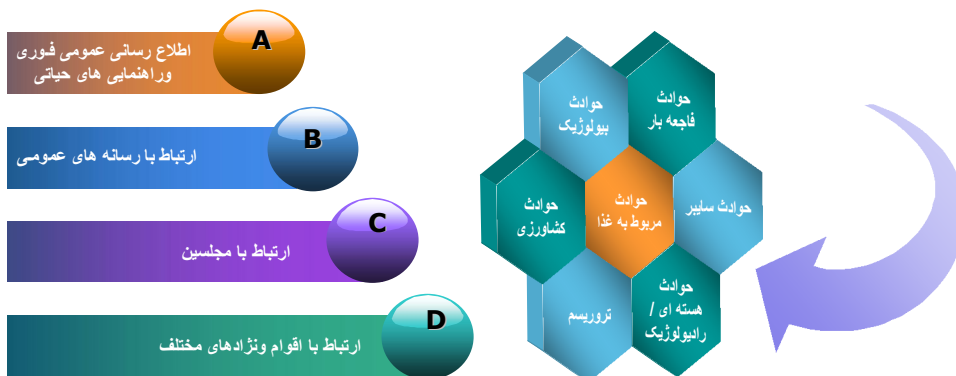 A
اطلاع رسانی عمومی فوری
وراهنمایی های حیاتی
B
ارتباط با رسانه های عمومی
C
ارتباط با مجلسین
D
ارتباط با اقوام ونژادهای مختلف
حوادث
فاجعه بار
حوادث
بیولوژیک
حوادث سایبر
حوادث
مربوط به غذا
حوادث
کشاورزی
حوادث
هسته ای /
رادیولوژیک
تروریسم